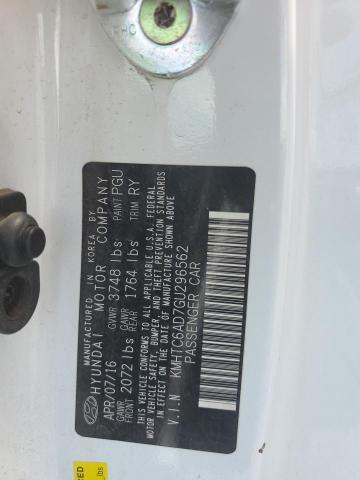 HC
MANUFACTURED IN KOREA BY
HYUNDAI MOTOR COMPANY
APR/07/16 GVWR 3748 lbs PAINT PGU
GAWR FRONT 2072 lbs GAWR REAR 1764 lbs TRIM RY
THIS VEHICLE CONFORMS TO ALL APPLICABLE U.S.A. FEDERAL
MOTOR VEHICLE SAFETY, BUMPER, AND THEFT PREVENTION STANDARDS
IN EFFECT ON THE DATE OF MANUFACTURE SHOWN ABOVE
V.I.N KMHTC6AD7GU296562
PASSENGER CAR
lbs